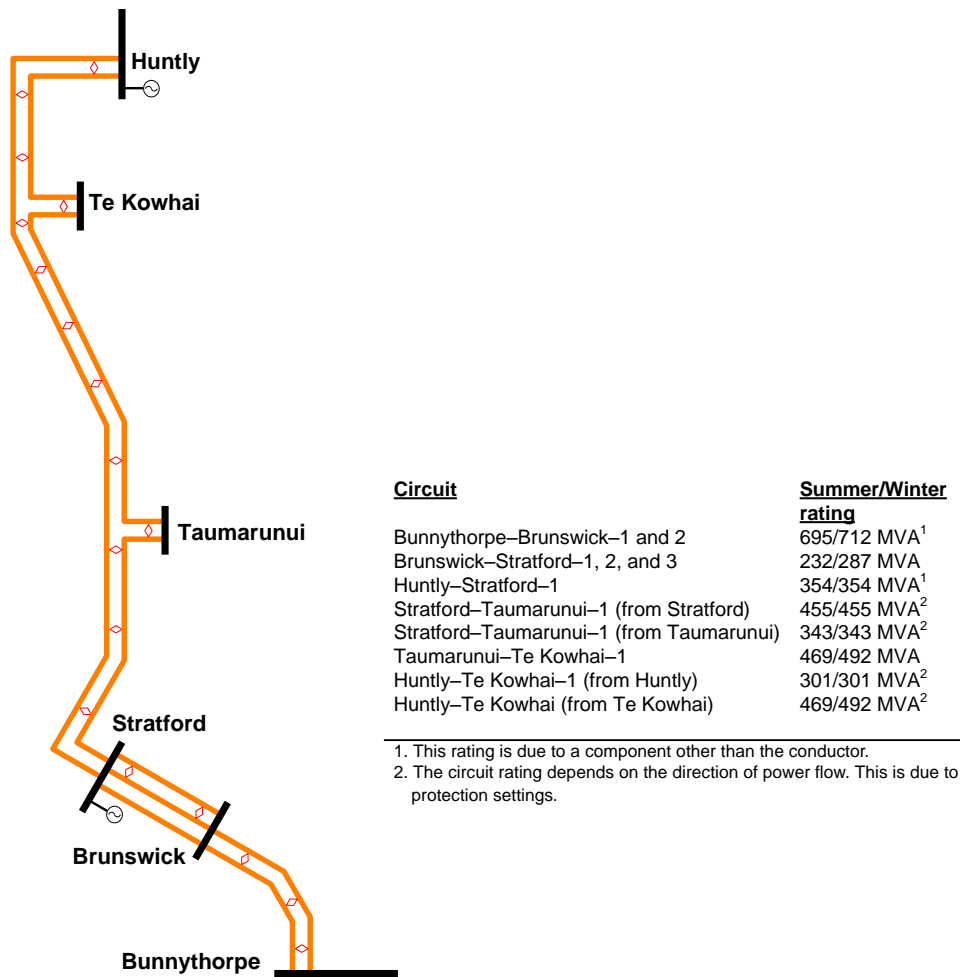 Huntly
Te Kowhai
Taumarunui
Circuit Summer/Winter
rating
Bunnythorpe–Brunswick–1 and 2 695/712 MVA¹
Brunswick–Stratford–1, 2, and 3 232/287 MVA
Huntly–Stratford–1 354/354 MVA¹
Stratford–Taumarunui–1 (from Stratford) 455/455 MVA²
Stratford–Taumarunui–1 (from Taumarunui) 343/343 MVA²
Taumarunui–Te Kowhai–1 469/492 MVA
Huntly–Te Kowhai–1 (from Huntly) 301/301 MVA²
Huntly–Te Kowhai (from Te Kowhai) 469/492 MVA²
1. This rating is due to a component other than the conductor.
2. The circuit rating depends on the direction of power flow. This is due to
protection settings.
Stratford
Brunswick
Bunnythorpe